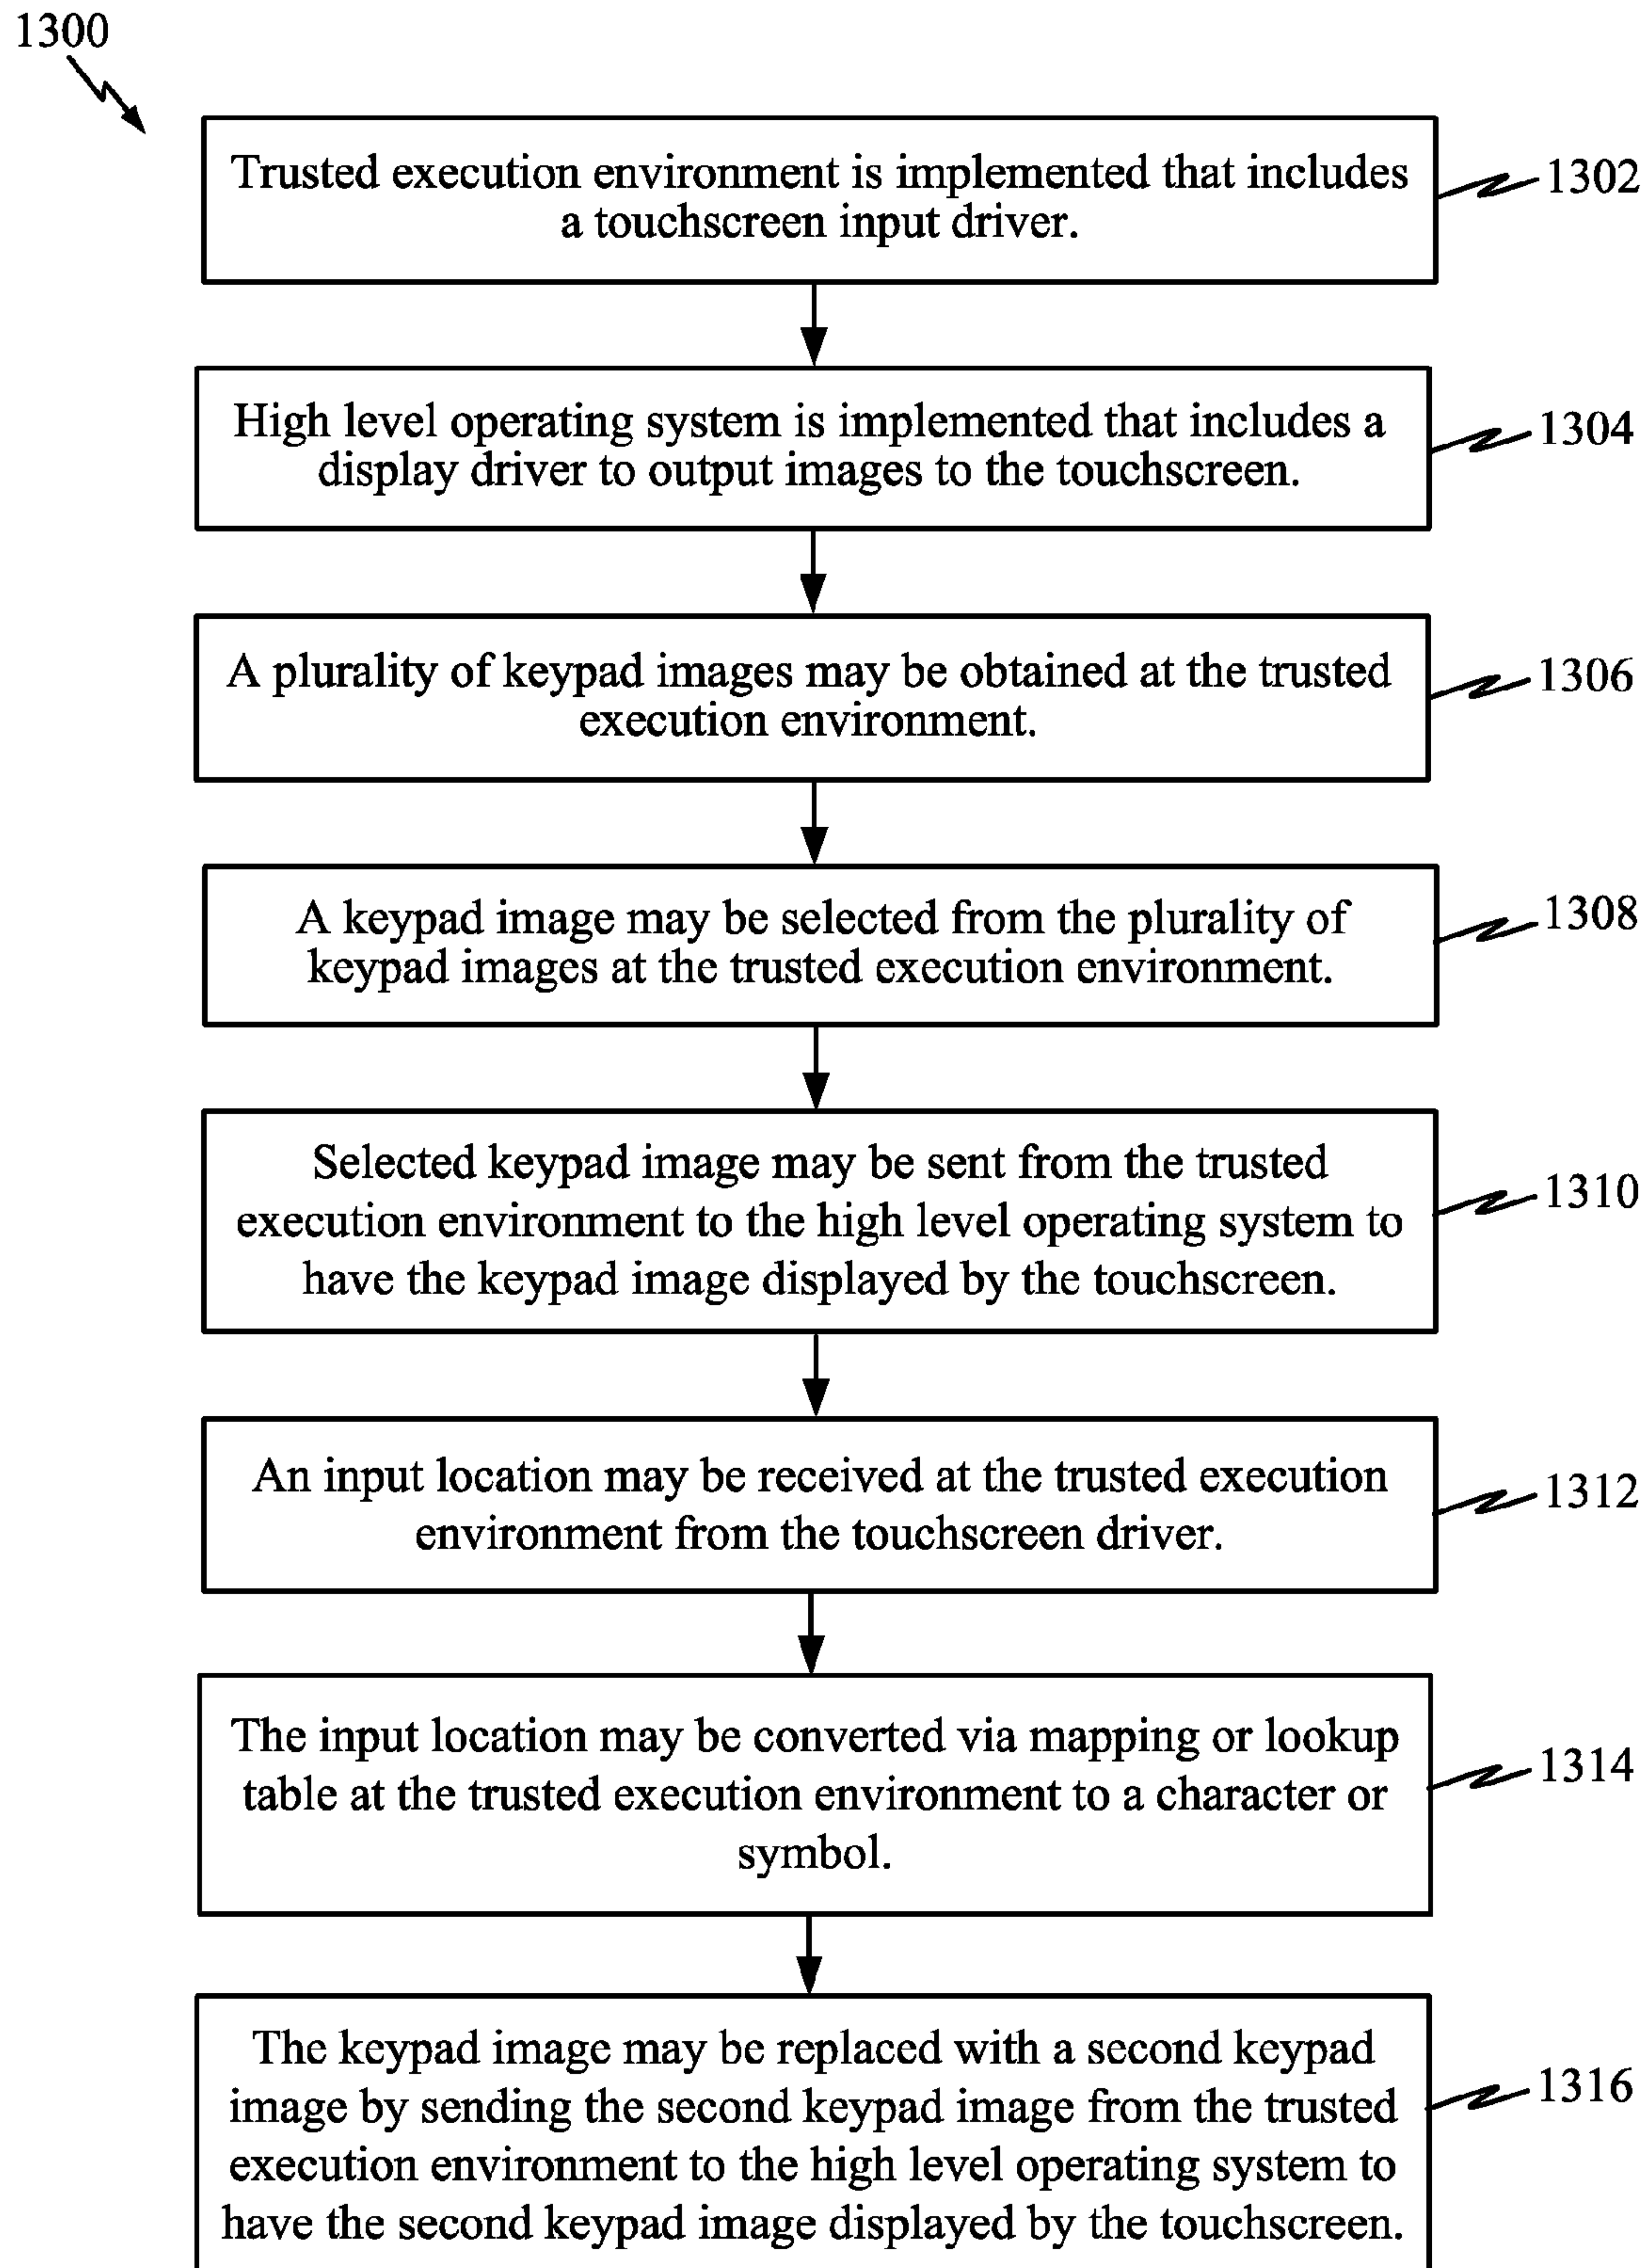 1300
Trusted execution environment is implemented that includes
a touchscreen input driver.
1302
High level operating system is implemented that includes a
display driver to output images to the touchscreen.
1304
A plurality of keypad images may be obtained at the trusted
execution environment.
1306
A keypad image may be selected from the plurality of
keypad images at the trusted execution environment.
1308
Selected keypad image may be sent from the trusted
execution environment to the high level operating system to
have the keypad image displayed by the touchscreen.
1310
An input location may be received at the trusted execution
environment from the touchscreen driver.
1312
The input location may be converted via mapping or lookup
table at the trusted execution environment to a character or
symbol.
1314
The keypad image may be replaced with a second keypad
image by sending the second keypad image from the trusted
execution environment to the high level operating system to
have the second keypad image displayed by the touchscreen.
1316